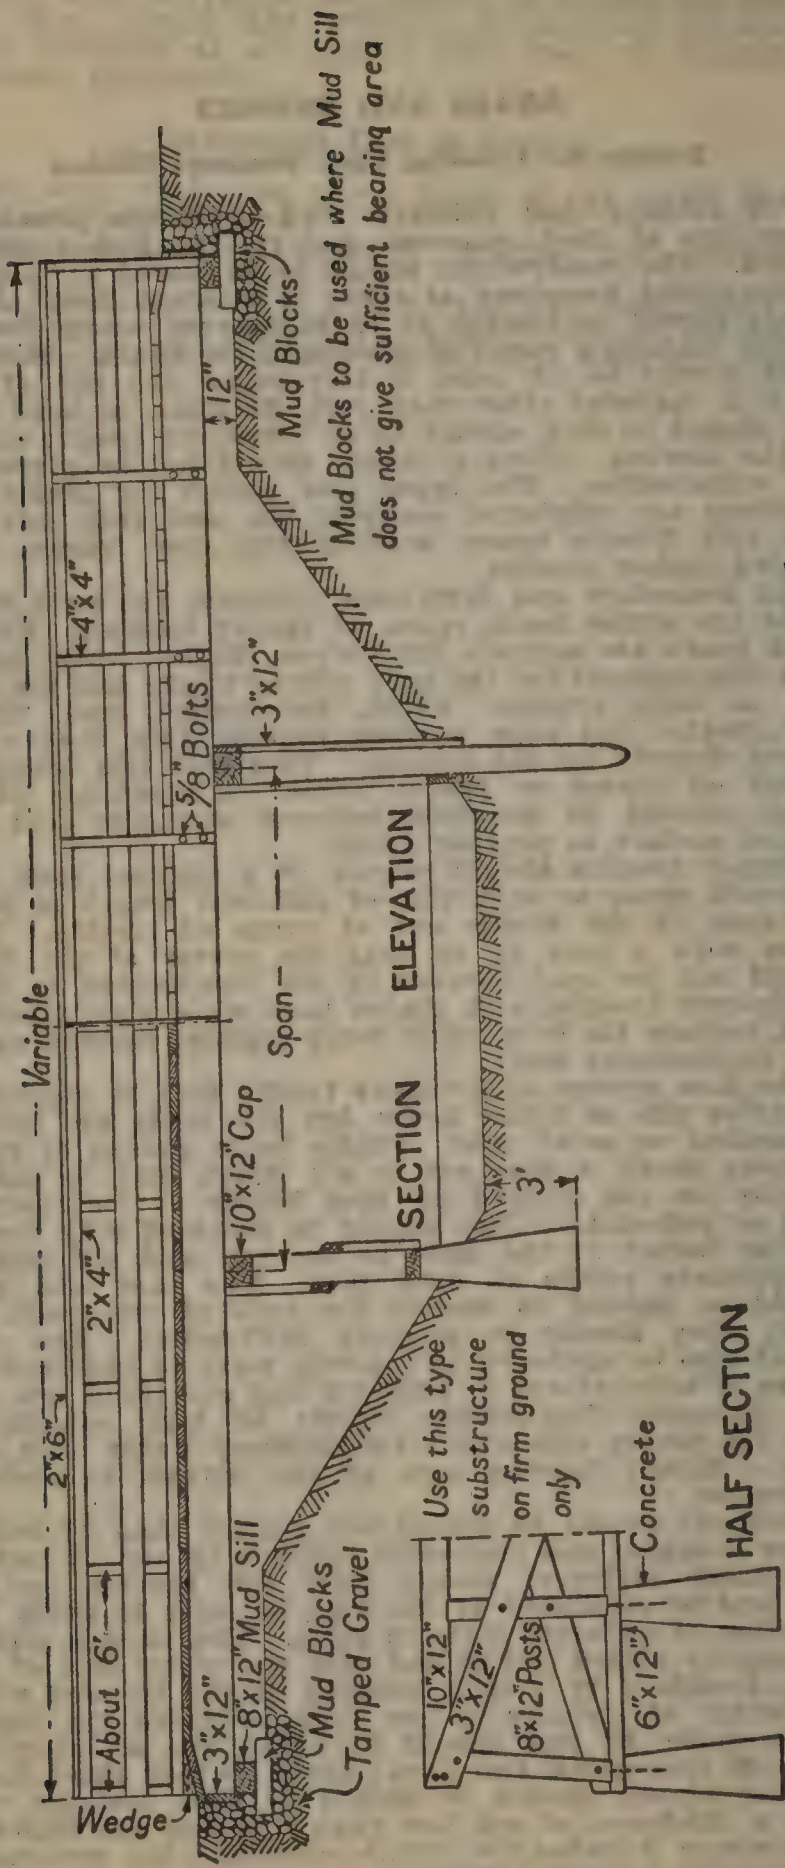 Variable
2"x6"
About 6'
2"x4"
4"x4"
5/8" Bolts
Wedge
3"x12"
8"x12" Mud Sill
Mud Blocks
Tamped Gravel
10"x12" Cap
Span
3"x12"
12"
Mud Blocks
Mud Blocks to be used where Mud Sill
does not give sufficient bearing area
SECTION ELEVATION
3'
Use this type
substructure
on firm ground
only
10"x12"
3"x12"
8"x12" Posts
6"x12"
Concrete
HALF SECTION